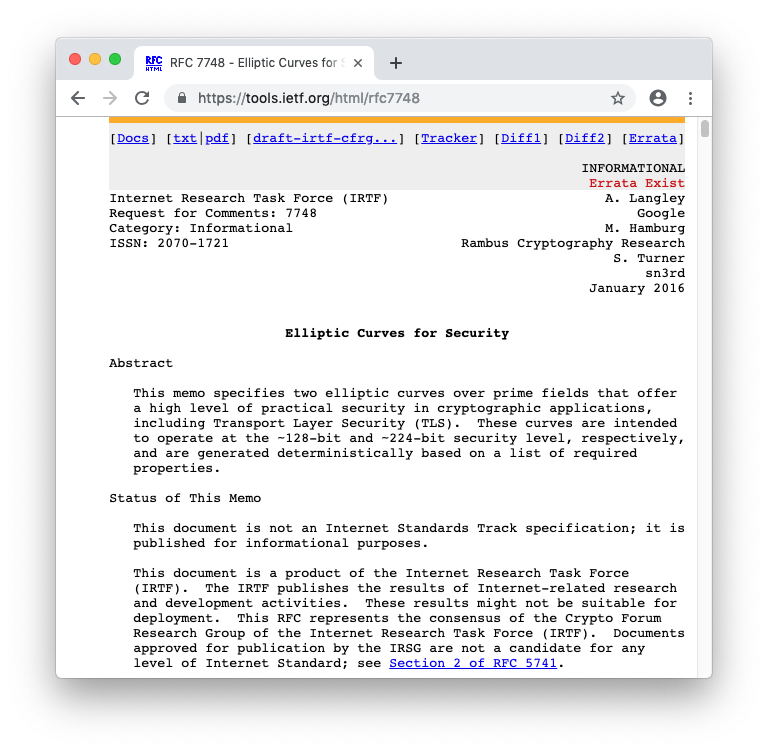 RFC HTML
RFC 7748 - Elliptic Curves for
https://tools.ietf.org/html/rfc7748
[Docs] [txt|pdf] [draft-irtf-cfrg...] [Tracker] [Diff1] [Diff2] [Errata]
INFORMATIONAL
Errata Exist
Internet Research Task Force (IRTF) A. Langley
Request for Comments: 7748 Google
Category: Informational M. Hamburg
ISSN: 2070-1721 Rambus Cryptography Research
S. Turner
sn3rd
January 2016
Elliptic Curves for Security
Abstract
This memo specifies two elliptic curves over prime fields that offer
a high level of practical security in cryptographic applications,
including Transport Layer Security (TLS). These curves are intended
to operate at the ~128-bit and ~224-bit security level, respectively,
and are generated deterministically based on a list of required
properties.
Status of This Memo
This document is not an Internet Standards Track specification; it is
published for informational purposes.
This document is a product of the Internet Research Task Force
(IRTF). The IRTF publishes the results of Internet-related research
and development activities. These results might not be suitable for
deployment. This RFC represents the consensus of the Crypto Forum
Research Group of the Internet Research Task Force (IRTF). Documents
approved for publication by the IRSG are not a candidate for any
level of Internet Standard; see Section 2 of RFC 5741.